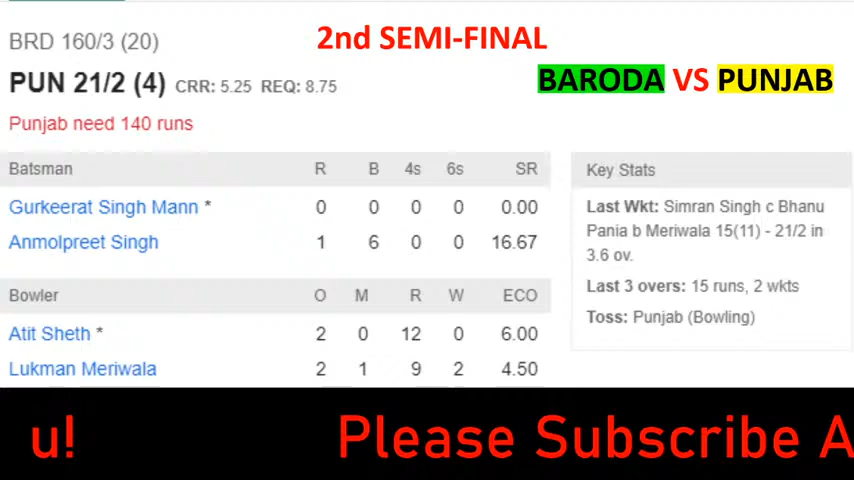 BRD 160/3 (20)
2nd SEMI-FINAL
PUN 21/2 (4) CRR: 5.25 REQ: 8.75
BARODA VS PUNJAB
Punjab need 140 runs
Batsman R B 4s 6s SR
Gurkeerat Singh Mann * 0 0 0 0 0.00
Anmolpreet Singh 1 6 0 0 16.67
Bowler O M R W ECO
Atit Sheth * 2 0 12 0 6.00
Lukman Meriwala 2 1 9 2 4.50
Key Stats
Last Wkt: Simran Singh c Bhanu
Pania b Meriwala 15(11) - 21/2 in
3.6 ov.
Last 3 overs: 15 runs, 2 wkts
Toss: Punjab (Bowling)
u! Please Subscribe A